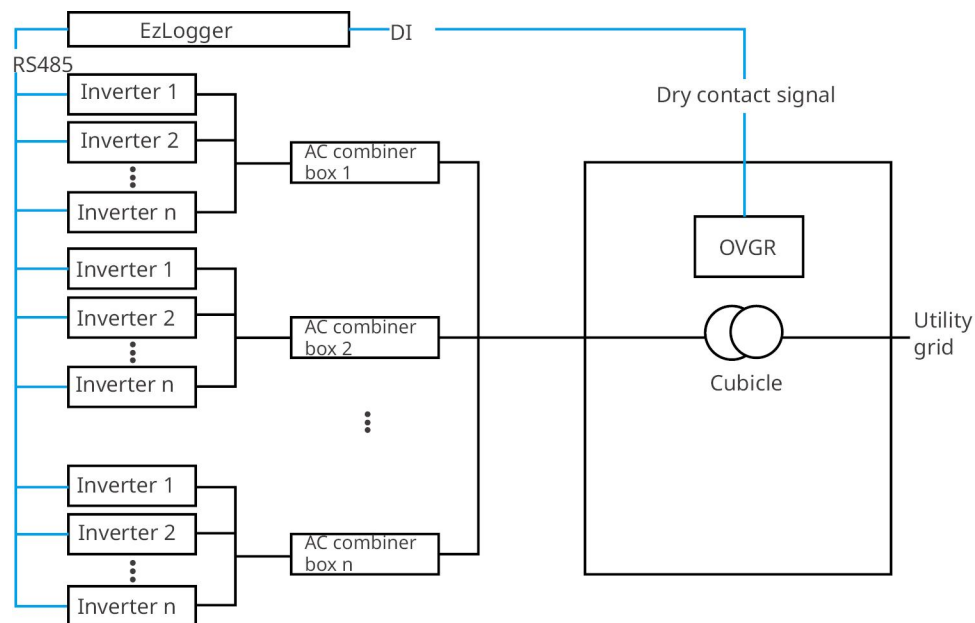 EzLogger
DI
RS485
Dry contact signal
Inverter 1
Inverter 2
Inverter n
AC combiner
box 1
Inverter 1
Inverter 2
Inverter n
AC combiner
box 2
Inverter 1
Inverter 2
Inverter n
AC combiner
box n
OVGR
Cubicle
Utility
grid